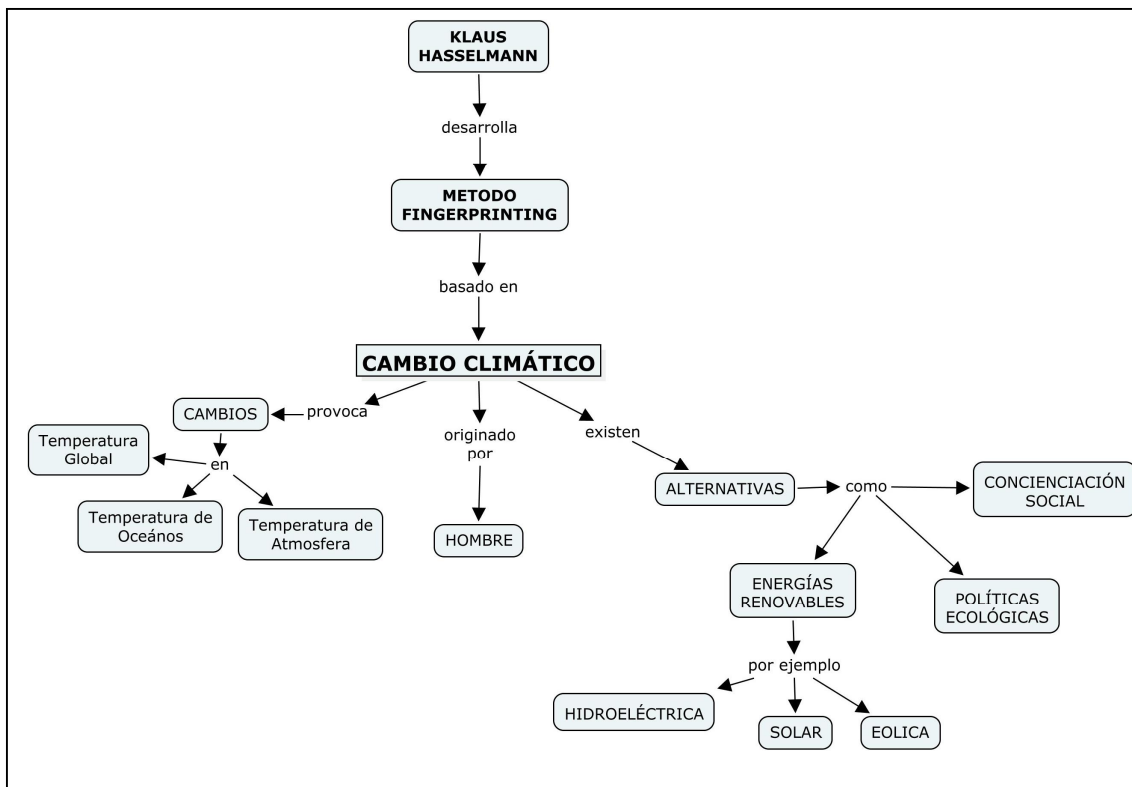 KLAUS
HASSELMANN
desarrolla
METODO
FINGERPRINTING
basado en
CAMBIO CLIMÁTICO
provoca
CAMBIOS
en
Temperatura
Global
Temperatura de
Oceános
Temperatura de
Atmosfera
originado
por
HOMBRE
existen
ALTERNATIVAS
como
CONCIENCIACIÓN
SOCIAL
ENERGÍAS
RENOVABLES
POLÍTICAS
ECOLÓGICAS
por ejemplo
HIDROELÉCTRICA
SOLAR
EOLICA